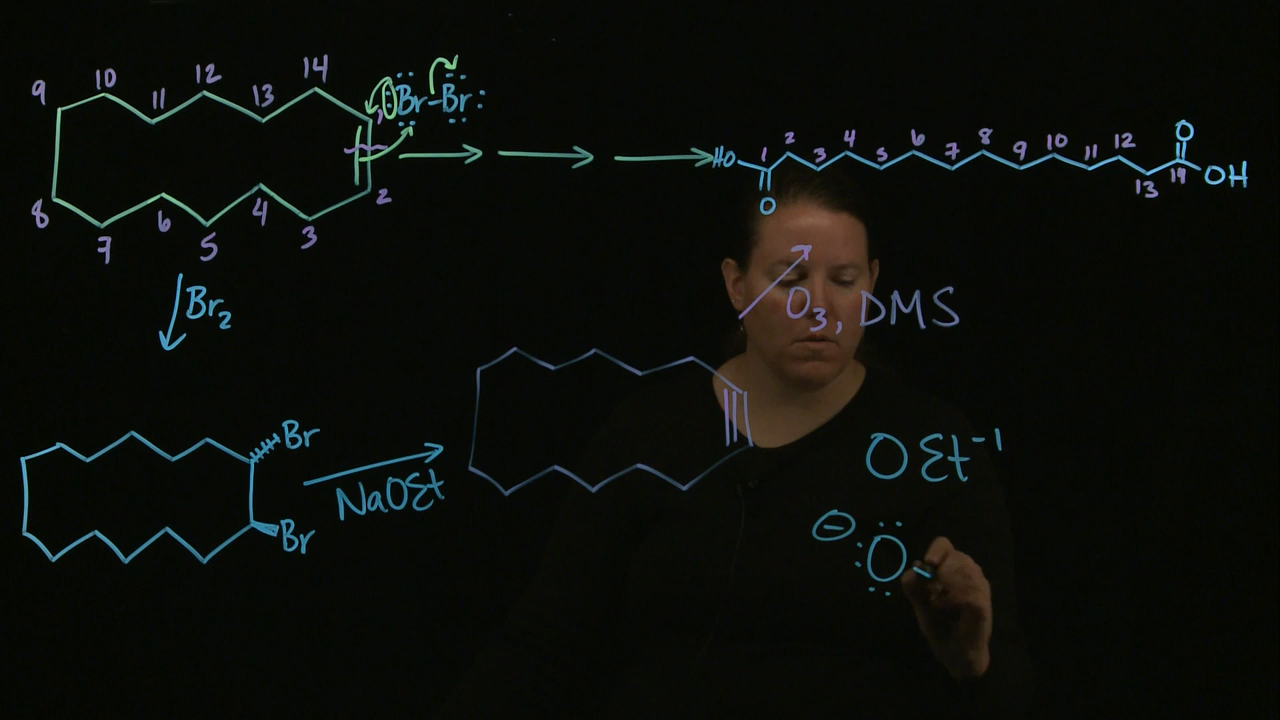 9 10 11 12 13 14
:Br-Br:
1
8 7 6 5 4 3 2
HO 1 2 3 4 5 6 7 8 9 10 11 12 13 14 O OH
O
Br2
O3, DMS
Br
Br
NaOEt
OEt-1
⊖ :O-